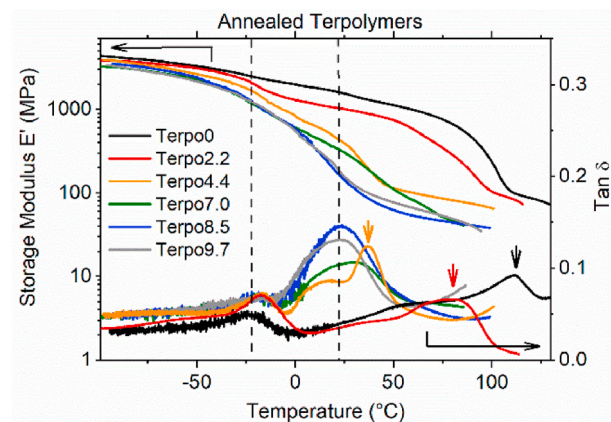 Annealed Terpolymers
Storage Modulus E' (MPa)
1000
100
10
1
Terpo0
Terpo2.2
Terpo4.4
Terpo7.0
Terpo8.5
Terpo9.7
0.3
0.2
0.1
0.0
Tan δ
-50 0 50 100
Temperature (°C)